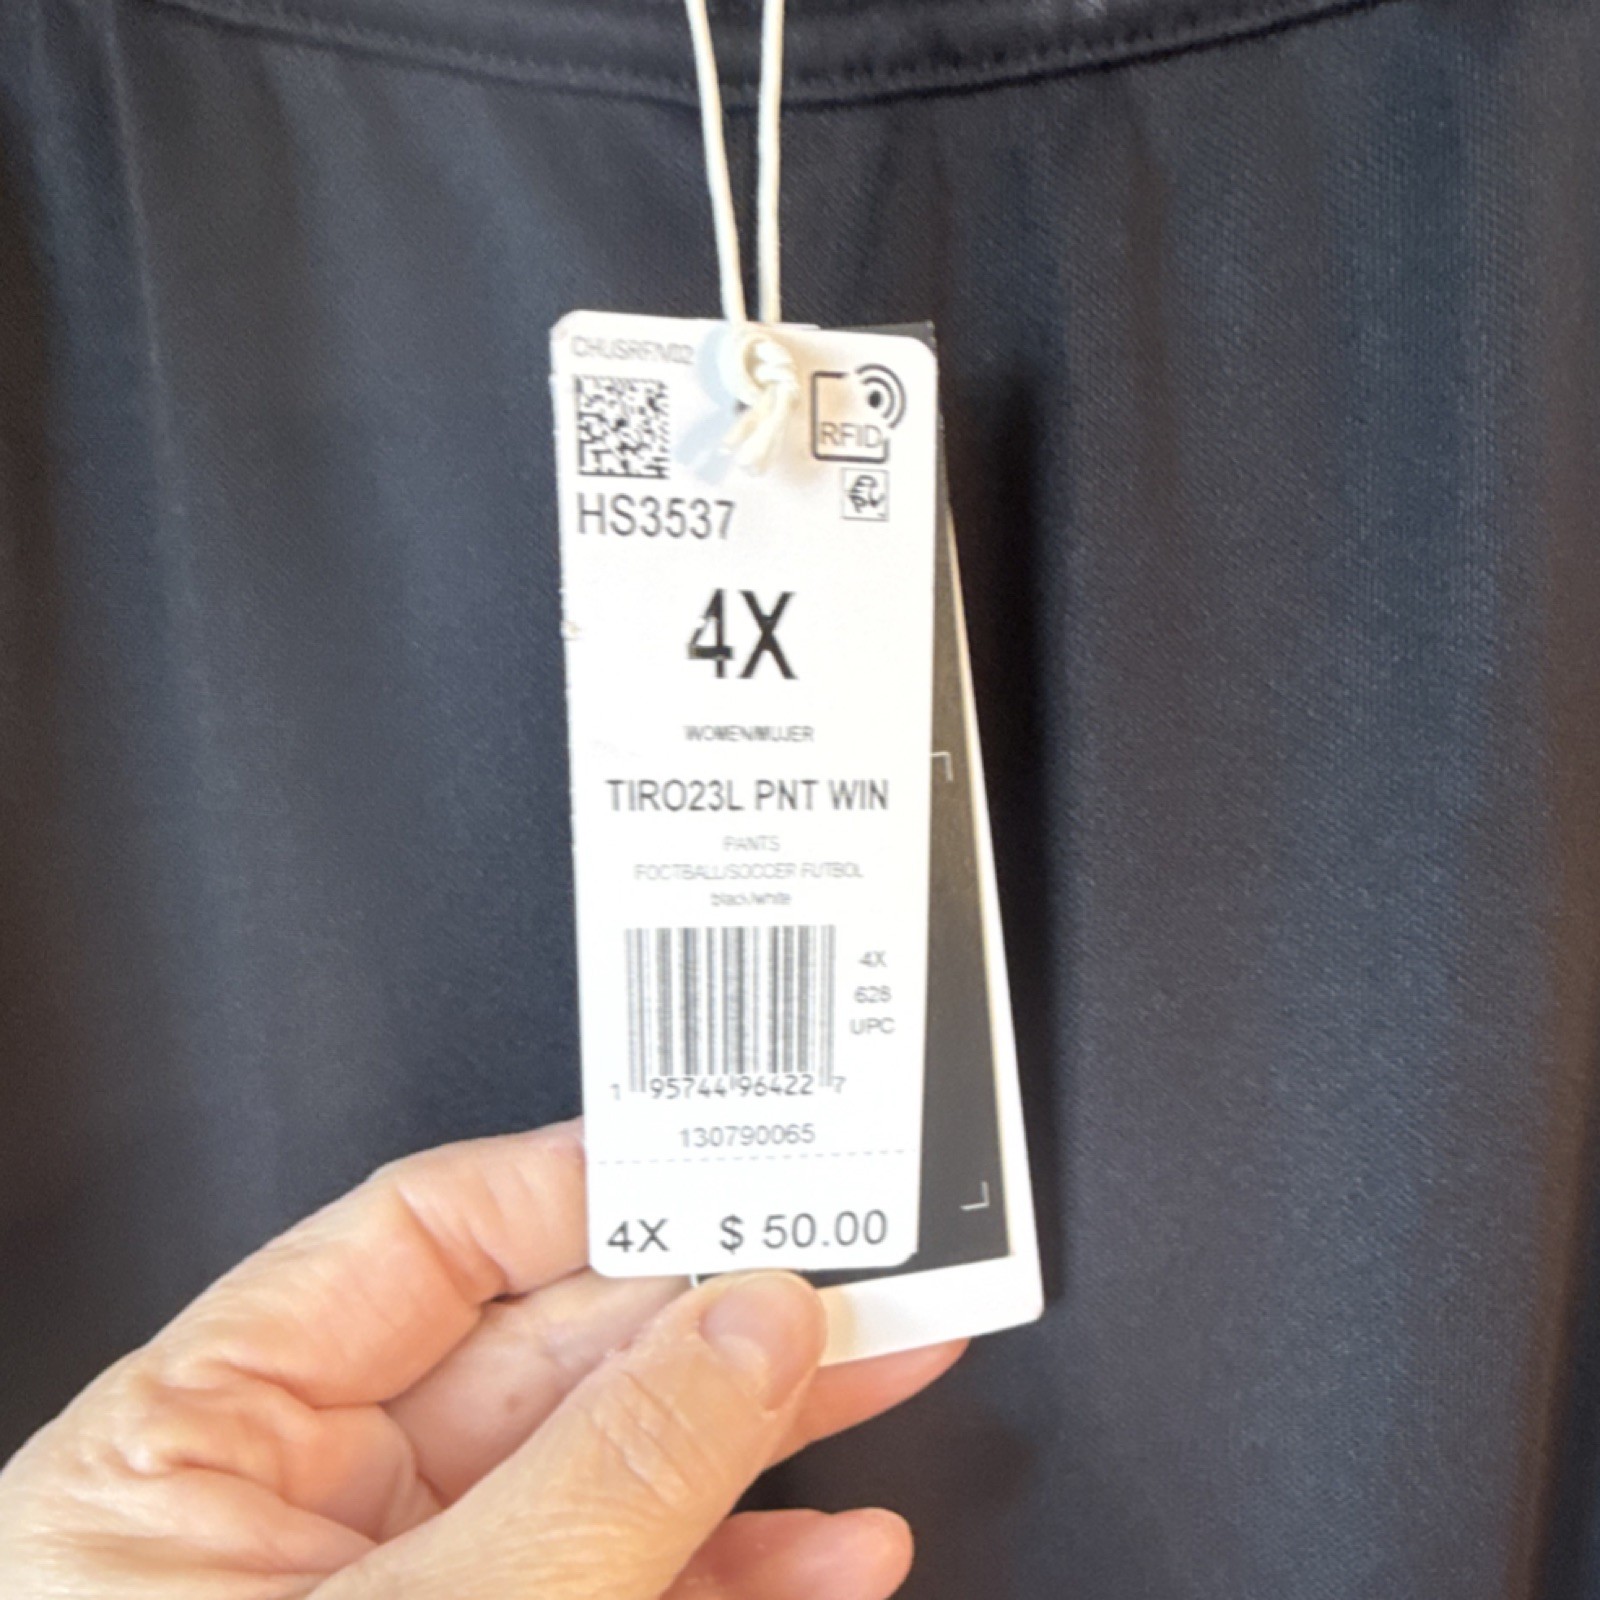 CHUSRFN02
RFID
HS3537
4X
WOMEN/MUJER
TIRO23L PNT WIN
PANTS
FOOTBALL/SOCCER FUTBOL
black/white
4X
628
UPC
1 95744 96422 7
130790065
4X $ 50.00